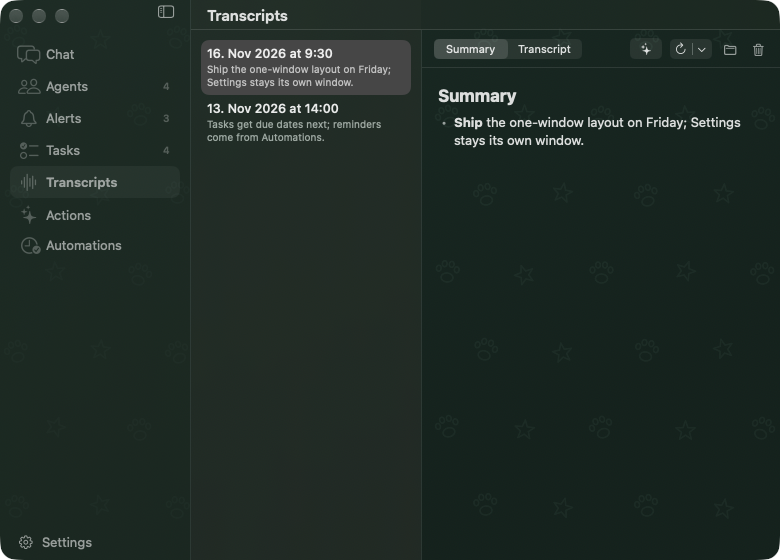 Transcripts
Chat
Agents 4
Alerts 3
Tasks 4
Transcripts
Actions
Automations
Settings
16. Nov 2026 at 9:30
Ship the one-window layout on Friday;
Settings stays its own window.
13. Nov 2026 at 14:00
Tasks get due dates next; reminders
come from Automations.
Summary Transcript
Summary
• Ship the one-window layout on Friday; Settings
stays its own window.